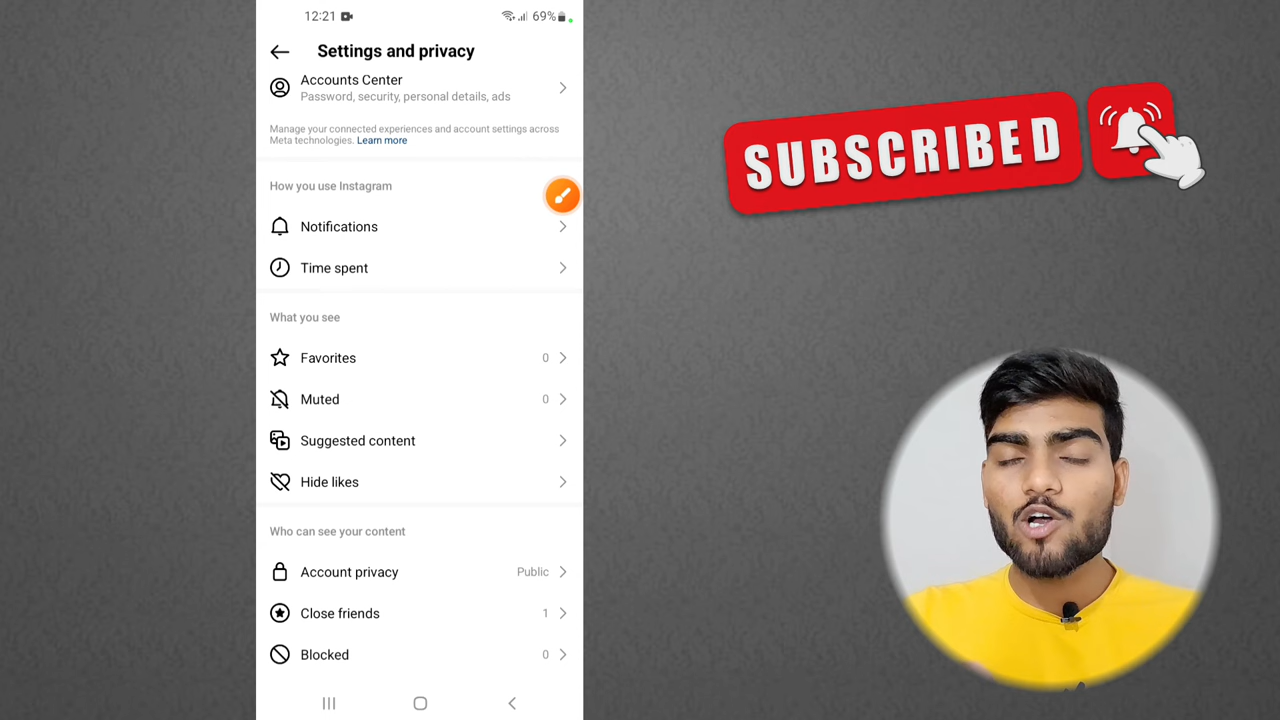 12:21
69%
Settings and privacy
Accounts Center
Password, security, personal details, ads
Manage your connected experiences and account settings across
Meta technologies. Learn more
How you use Instagram
Notifications
Time spent
What you see
Favorites 0
Muted 0
Suggested content
Hide likes
Who can see your content
Account privacy Public
Close friends 1
Blocked 0
SUBSCRIBED